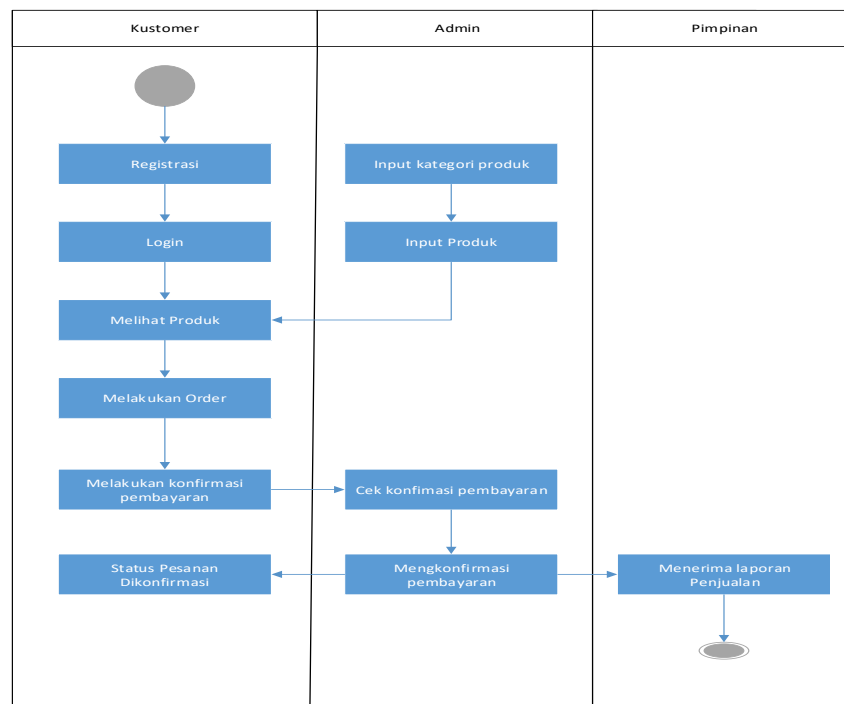 Kustomer
Admin
Pimpinan
Registrasi
Input kategori produk
Login
Input Produk
Melihat Produk
Melakukan Order
Melakukan konfirmasi
pembayaran
Cek konfimasi pembayaran
Status Pesanan
Dikonfirmasi
Mengkonfirmasi
pembayaran
Menerima laporan
Penjualan